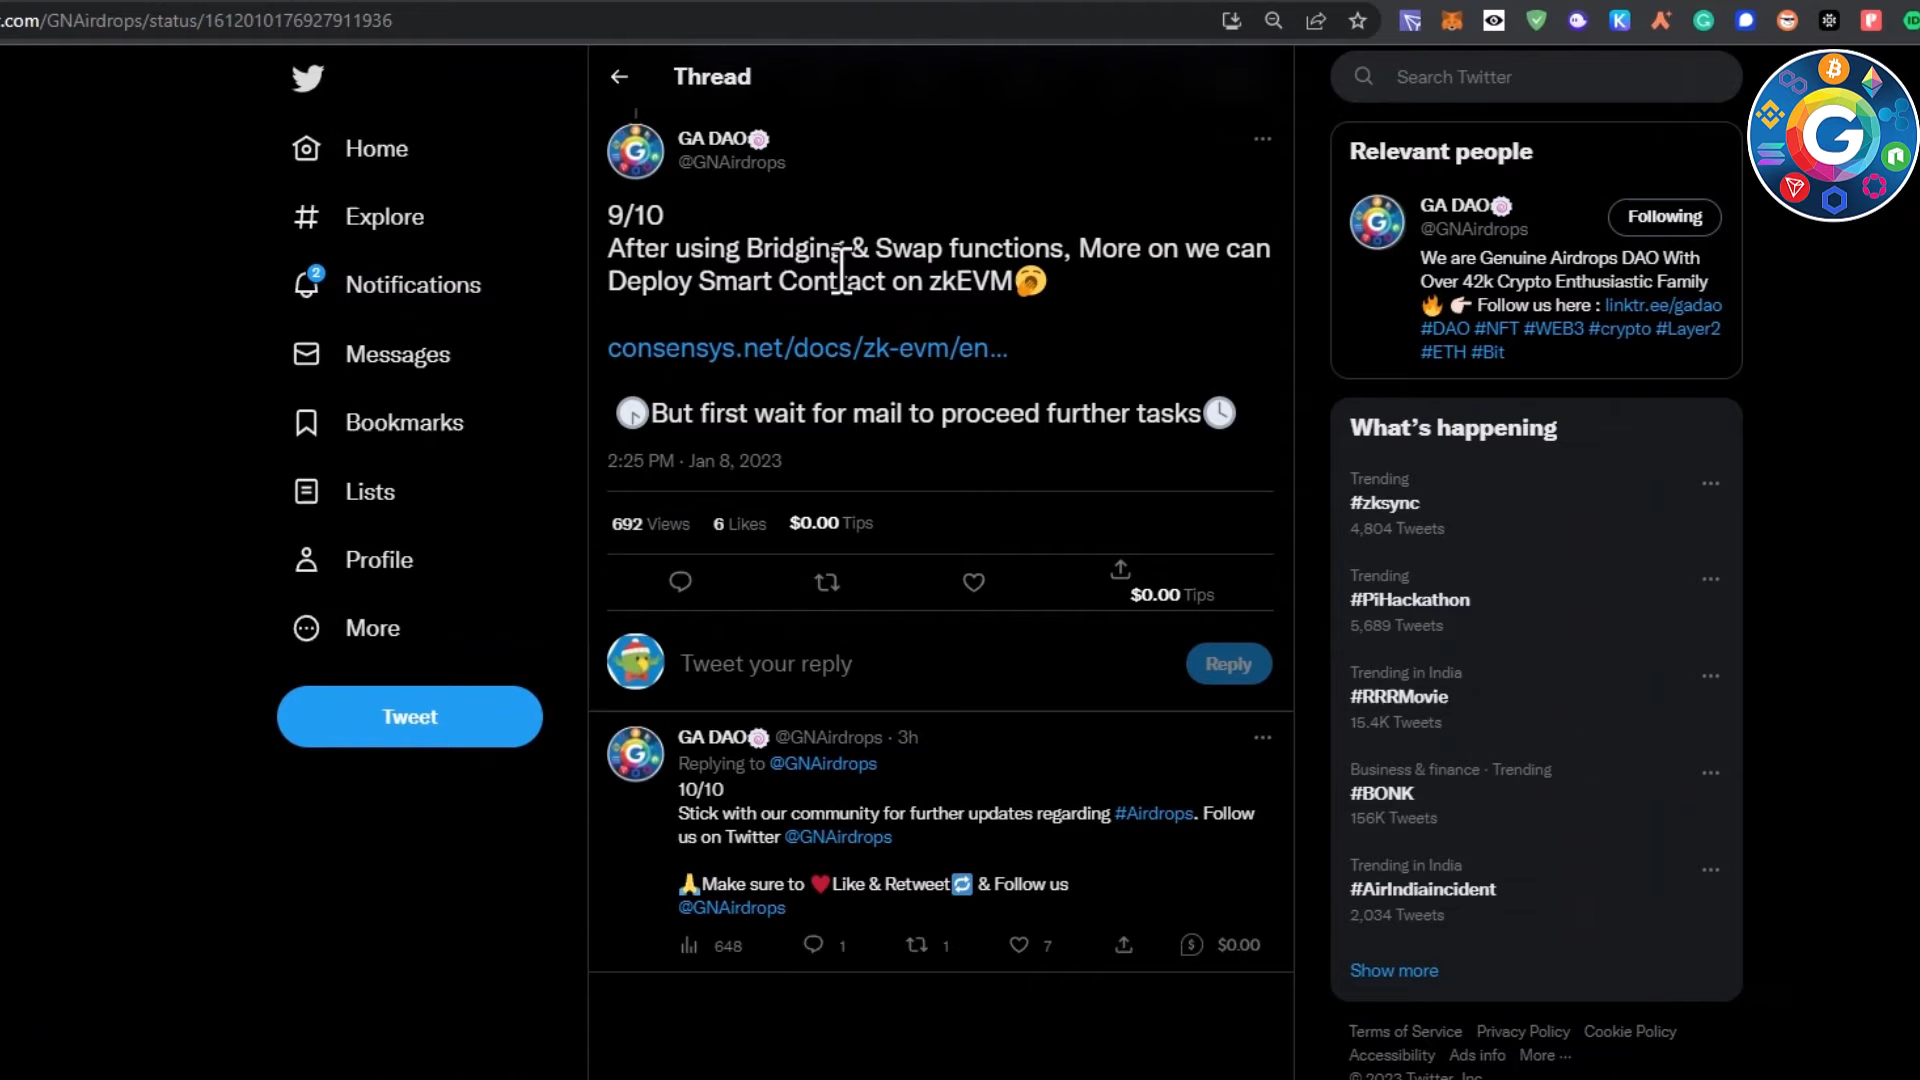 .com/GNAirdrops/status/1612010176927911936
Thread
Search Twitter
GA DAO
@GNAirdrops
Home
Explore
2
Notifications
Messages
Bookmarks
Lists
Profile
More
Tweet
9/10
After using Bridging & Swap functions, More on we can
Deploy Smart Contract on zkEVM🥱
consensys.net/docs/zk-evm/en…
🕟But first wait for mail to proceed further tasks🕓
2:25 PM · Jan 8, 2023
692 Views 6 Likes $0.00 Tips
$0.00 Tips
Tweet your reply
Reply
GA DAO🍥 @GNAirdrops · 3h
Replying to @GNAirdrops
10/10
Stick with our community for further updates regarding #Airdrops. Follow
us on Twitter @GNAirdrops
🙏Make sure to ♥Like & Retweet🔁 & Follow us
@GNAirdrops
648 1 1 7 $0.00
Relevant people
GA DAO🍥
@GNAirdrops
Following
We are Genuine Airdrops DAO With
Over 42k Crypto Enthusiastic Family
🔥 👉🏻 Follow us here : linktr.ee/gadao
#DAO #NFT #WEB3 #crypto #Layer2
#ETH #Bit
G
What's happening
Trending
#zksync
4,804 Tweets
Trending
#PiHackathon
5,689 Tweets
Trending in India
#RRRMovie
15.4K Tweets
Business & finance · Trending
#BONK
156K Tweets
Trending in India
#AirIndiaincident
2,034 Tweets
Show more
Terms of Service Privacy Policy Cookie Policy
Accessibility Ads info More ···
© 2023 Twitter, Inc.